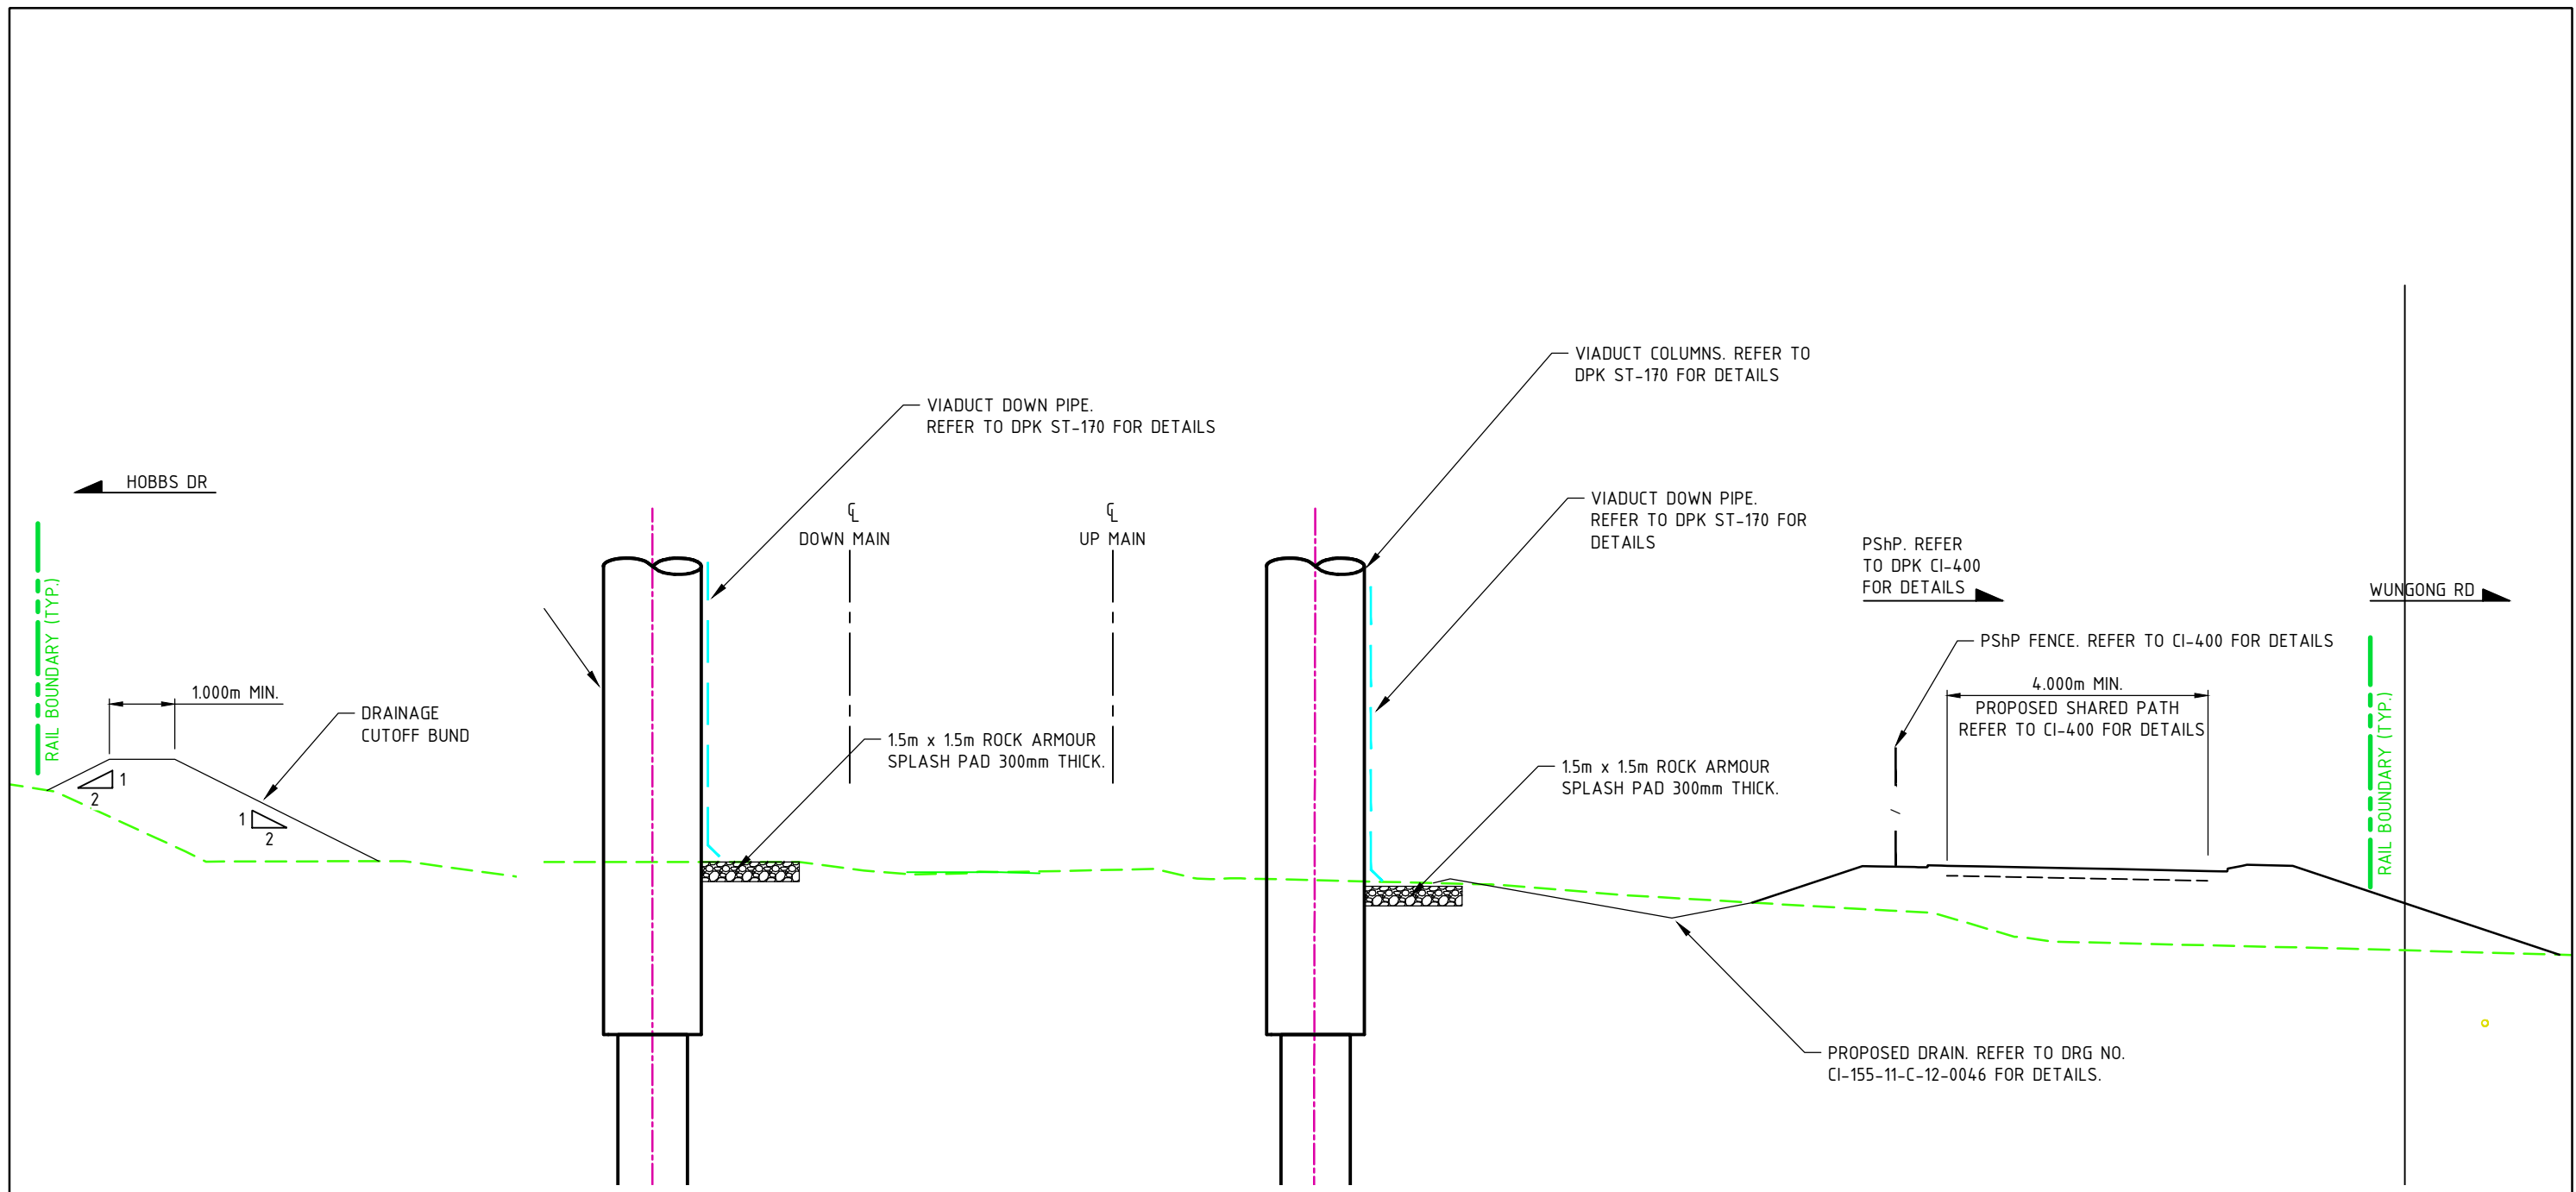 VIADUCT COLUMNS. REFER TO
DPK ST-170 FOR DETAILS
VIADUCT DOWN PIPE.
REFER TO DPK ST-170 FOR DETAILS
HOBBS DR
VIADUCT DOWN PIPE.
REFER TO DPK ST-170 FOR
DETAILS
℄
DOWN MAIN
℄
UP MAIN
PShP. REFER
TO DPK CI-400
FOR DETAILS
WUNGONG RD
RAIL BOUNDARY (TYP.)
PShP FENCE. REFER TO CI-400 FOR DETAILS
1.000m MIN.
4.000m MIN.
PROPOSED SHARED PATH
REFER TO CI-400 FOR DETAILS
RAIL BOUNDARY (TYP.)
DRAINAGE
CUTOFF BUND
1.5m x 1.5m ROCK ARMOUR
SPLASH PAD 300mm THICK.
1.5m x 1.5m ROCK ARMOUR
SPLASH PAD 300mm THICK.
1
2
1
2
PROPOSED DRAIN. REFER TO DRG NO.
CI-155-11-C-12-0046 FOR DETAILS.